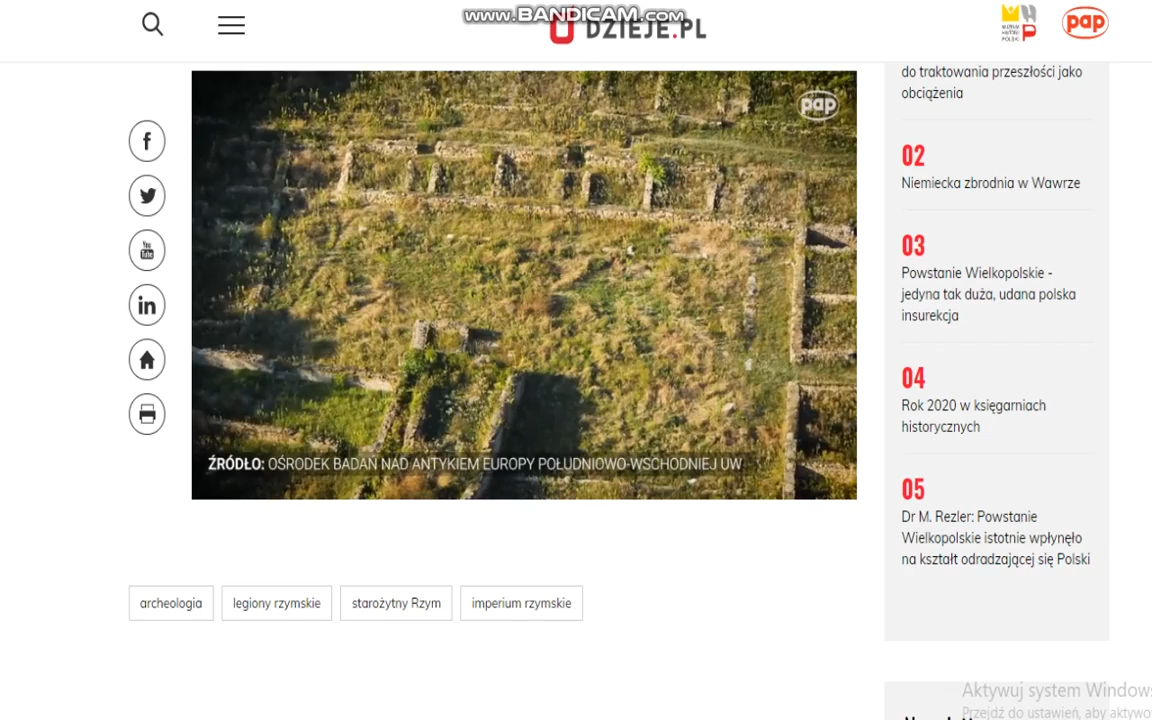 www.BANDICAM.com
DZIEJE.PL
pap
pap
ŹRÓDŁO: OŚRODEK BADAŃ NAD ANTYKIEM EUROPY POŁUDNIOWO-WSCHODNIEJ UW
archeologia
legiony rzymskie
starożytny Rzym
imperium rzymskie
do traktowania przeszłości jako
obciążenia
02
Niemiecka zbrodnia w Wawrze
03
Powstanie Wielkopolskie -
jedyna tak duża, udana polska
insurekcja
04
Rok 2020 w księgarniach
historycznych
05
Dr M. Rezler: Powstanie
Wielkopolskie istotnie wpłynęło
na kształt odradzającej się Polski
Aktywuj system Windows
Przejdź do ustawień, aby